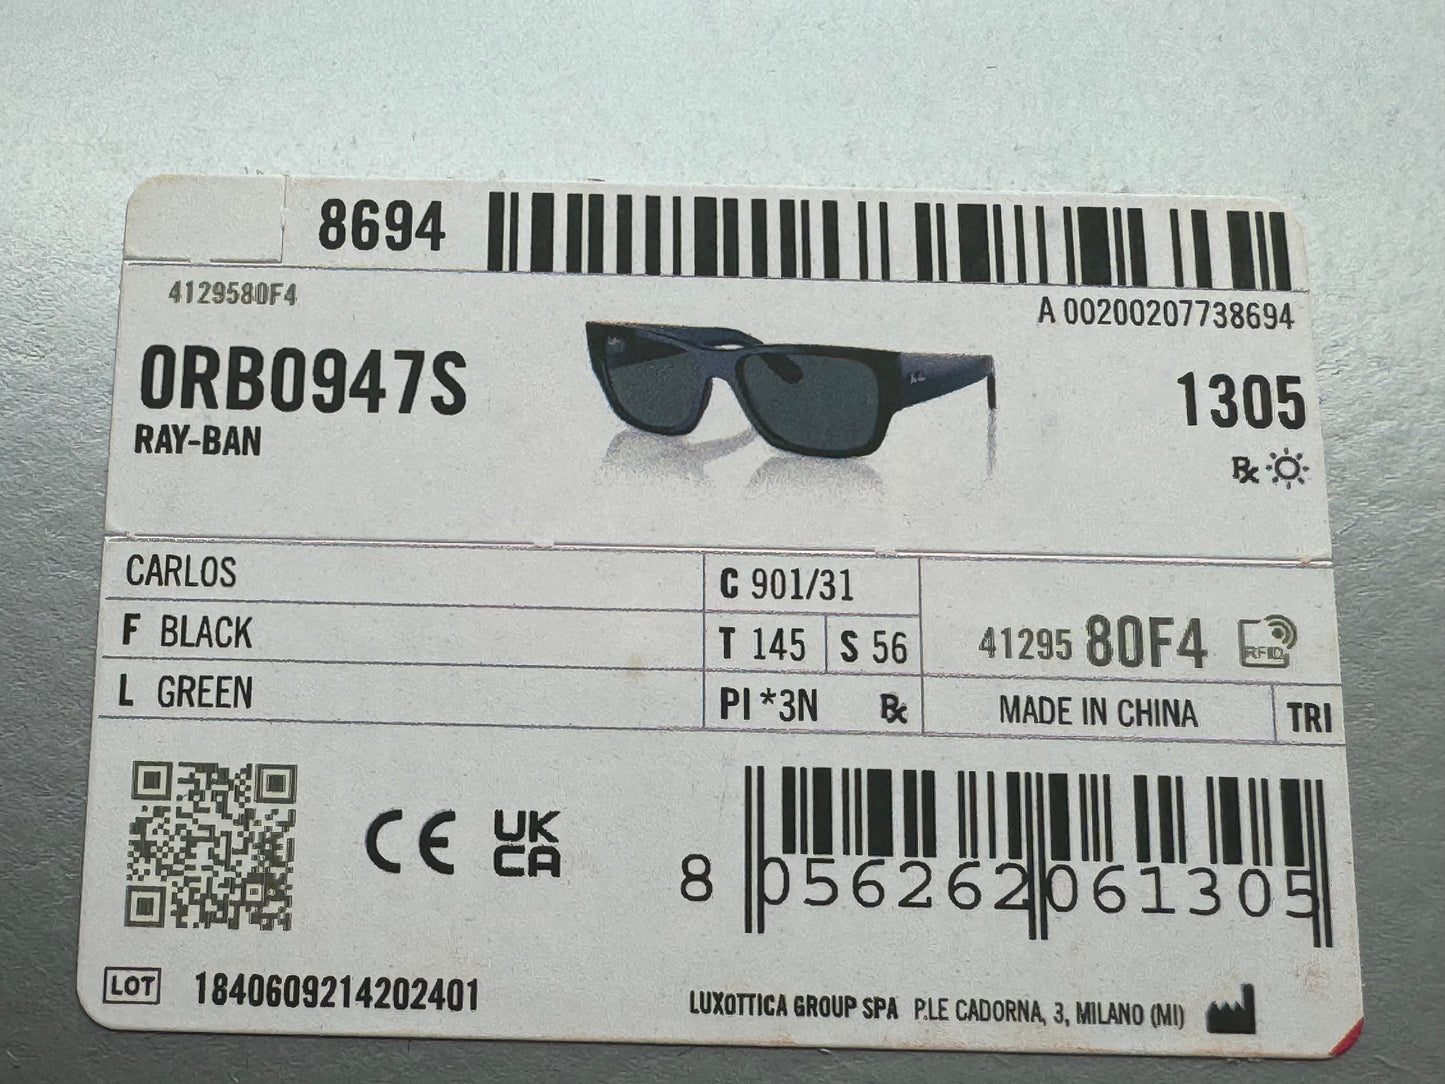 8694
4129580F4
A 00200207738694
0RB0947S
RAY-BAN
1305
Rx
CARLOS
C 901/31
F BLACK
T 145
S 56
41295 80F4
RFID
L GREEN
PI *3N
Rx
MADE IN CHINA
TRI
CE
UK
CA
8 056262 061305
LOT
1840609214202401
LUXOTTICA GROUP SPA P.LE CADORNA, 3, MILANO (MI)